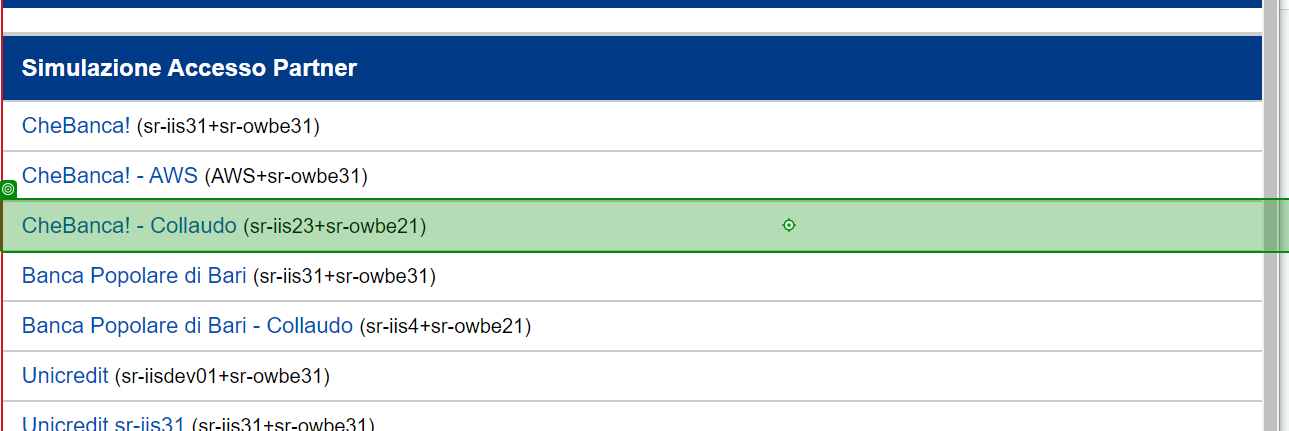 Simulazione Accesso Partner
CheBanca! (sr-iis31+sr-owbe31)
CheBanca! - AWS (AWS+sr-owbe31)
CheBanca! - Collaudo (sr-iis23+sr-owbe21)
Banca Popolare di Bari (sr-iis31+sr-owbe31)
Banca Popolare di Bari - Collaudo (sr-iis4+sr-owbe21)
Unicredit (sr-iisdev01+sr-owbe31)
Unicredit sr-iis31 (sr-iis31+sr-owbe31)